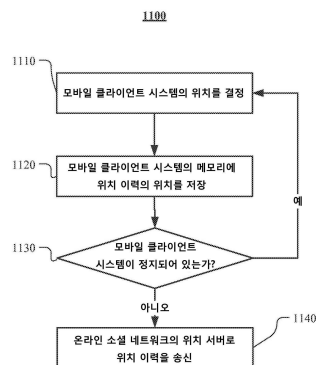 1100
1110
모바일 클라이언트 시스템의 위치를 결정
1120
모바일 클라이언트 시스템의 메모리에
위치 이력의 위치를 저장
예
1130
모바일 클라이언트
시스템이 정지되어 있는가?
아니오
1140
온라인 소셜 네트워크의 위치 서버로
위치 이력을 송신